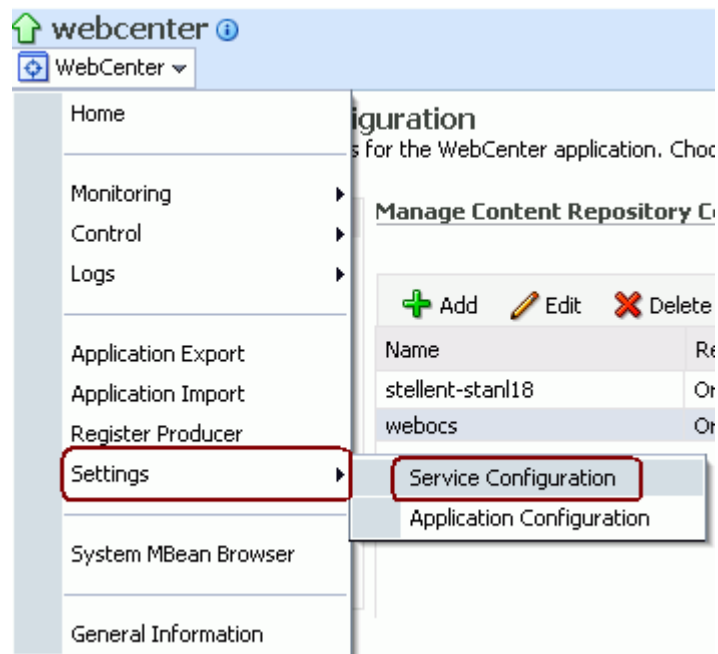 webcenter
WebCenter
Home
iguration
s for the WebCenter application. Choo
Monitoring
Control
Logs
Manage Content Repository C
Add Edit Delete
Name Re
stellent-stanl18 Or
webocs Or
Application Export
Application Import
Register Producer
Settings
Service Configuration
Application Configuration
System MBean Browser
General Information